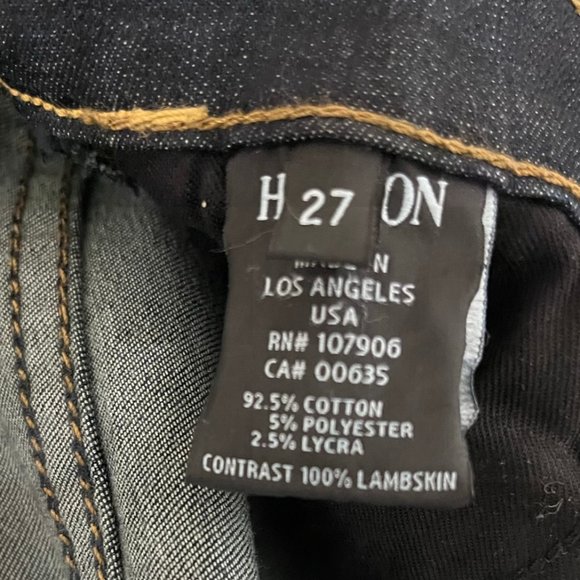 H 27 ON
LOS ANGELES
USA
RN# 107906
CA# 00635
92.5% COTTON
5% POLYESTER
2.5% LYCRA
CONTRAST 100% LAMBSKIN